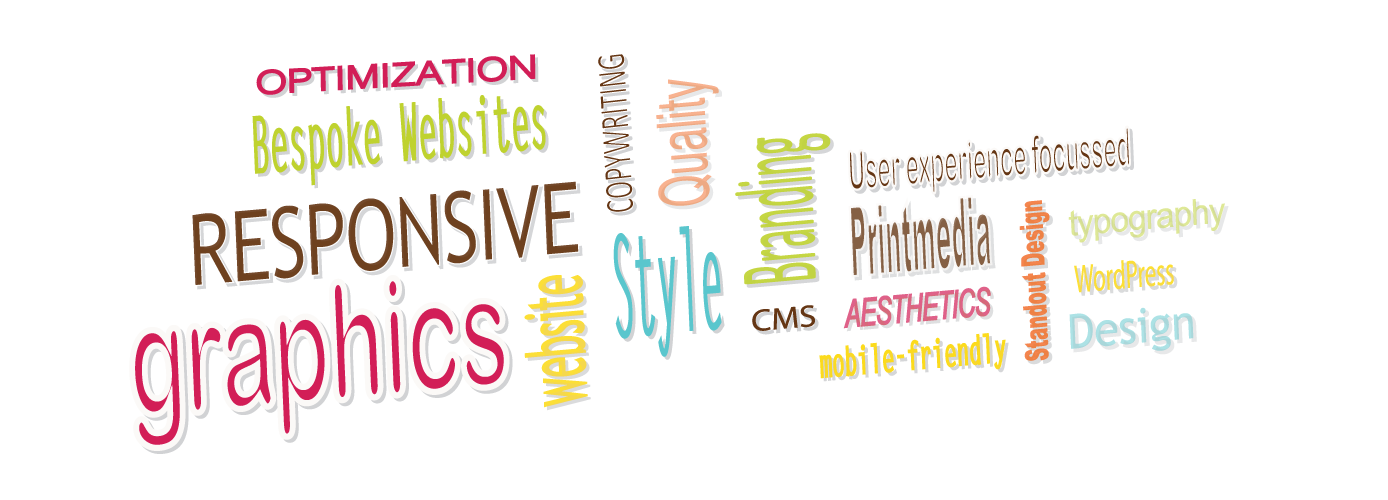 OPTIMIZATION
Bespoke Websites
RESPONSIVE
graphics
website
COPYWRITING
Quality
Style
Branding
CMS
User experience focussed
Printmedia
AESTHETICS
mobile-friendly
Standout Design
typography
WordPress
Design